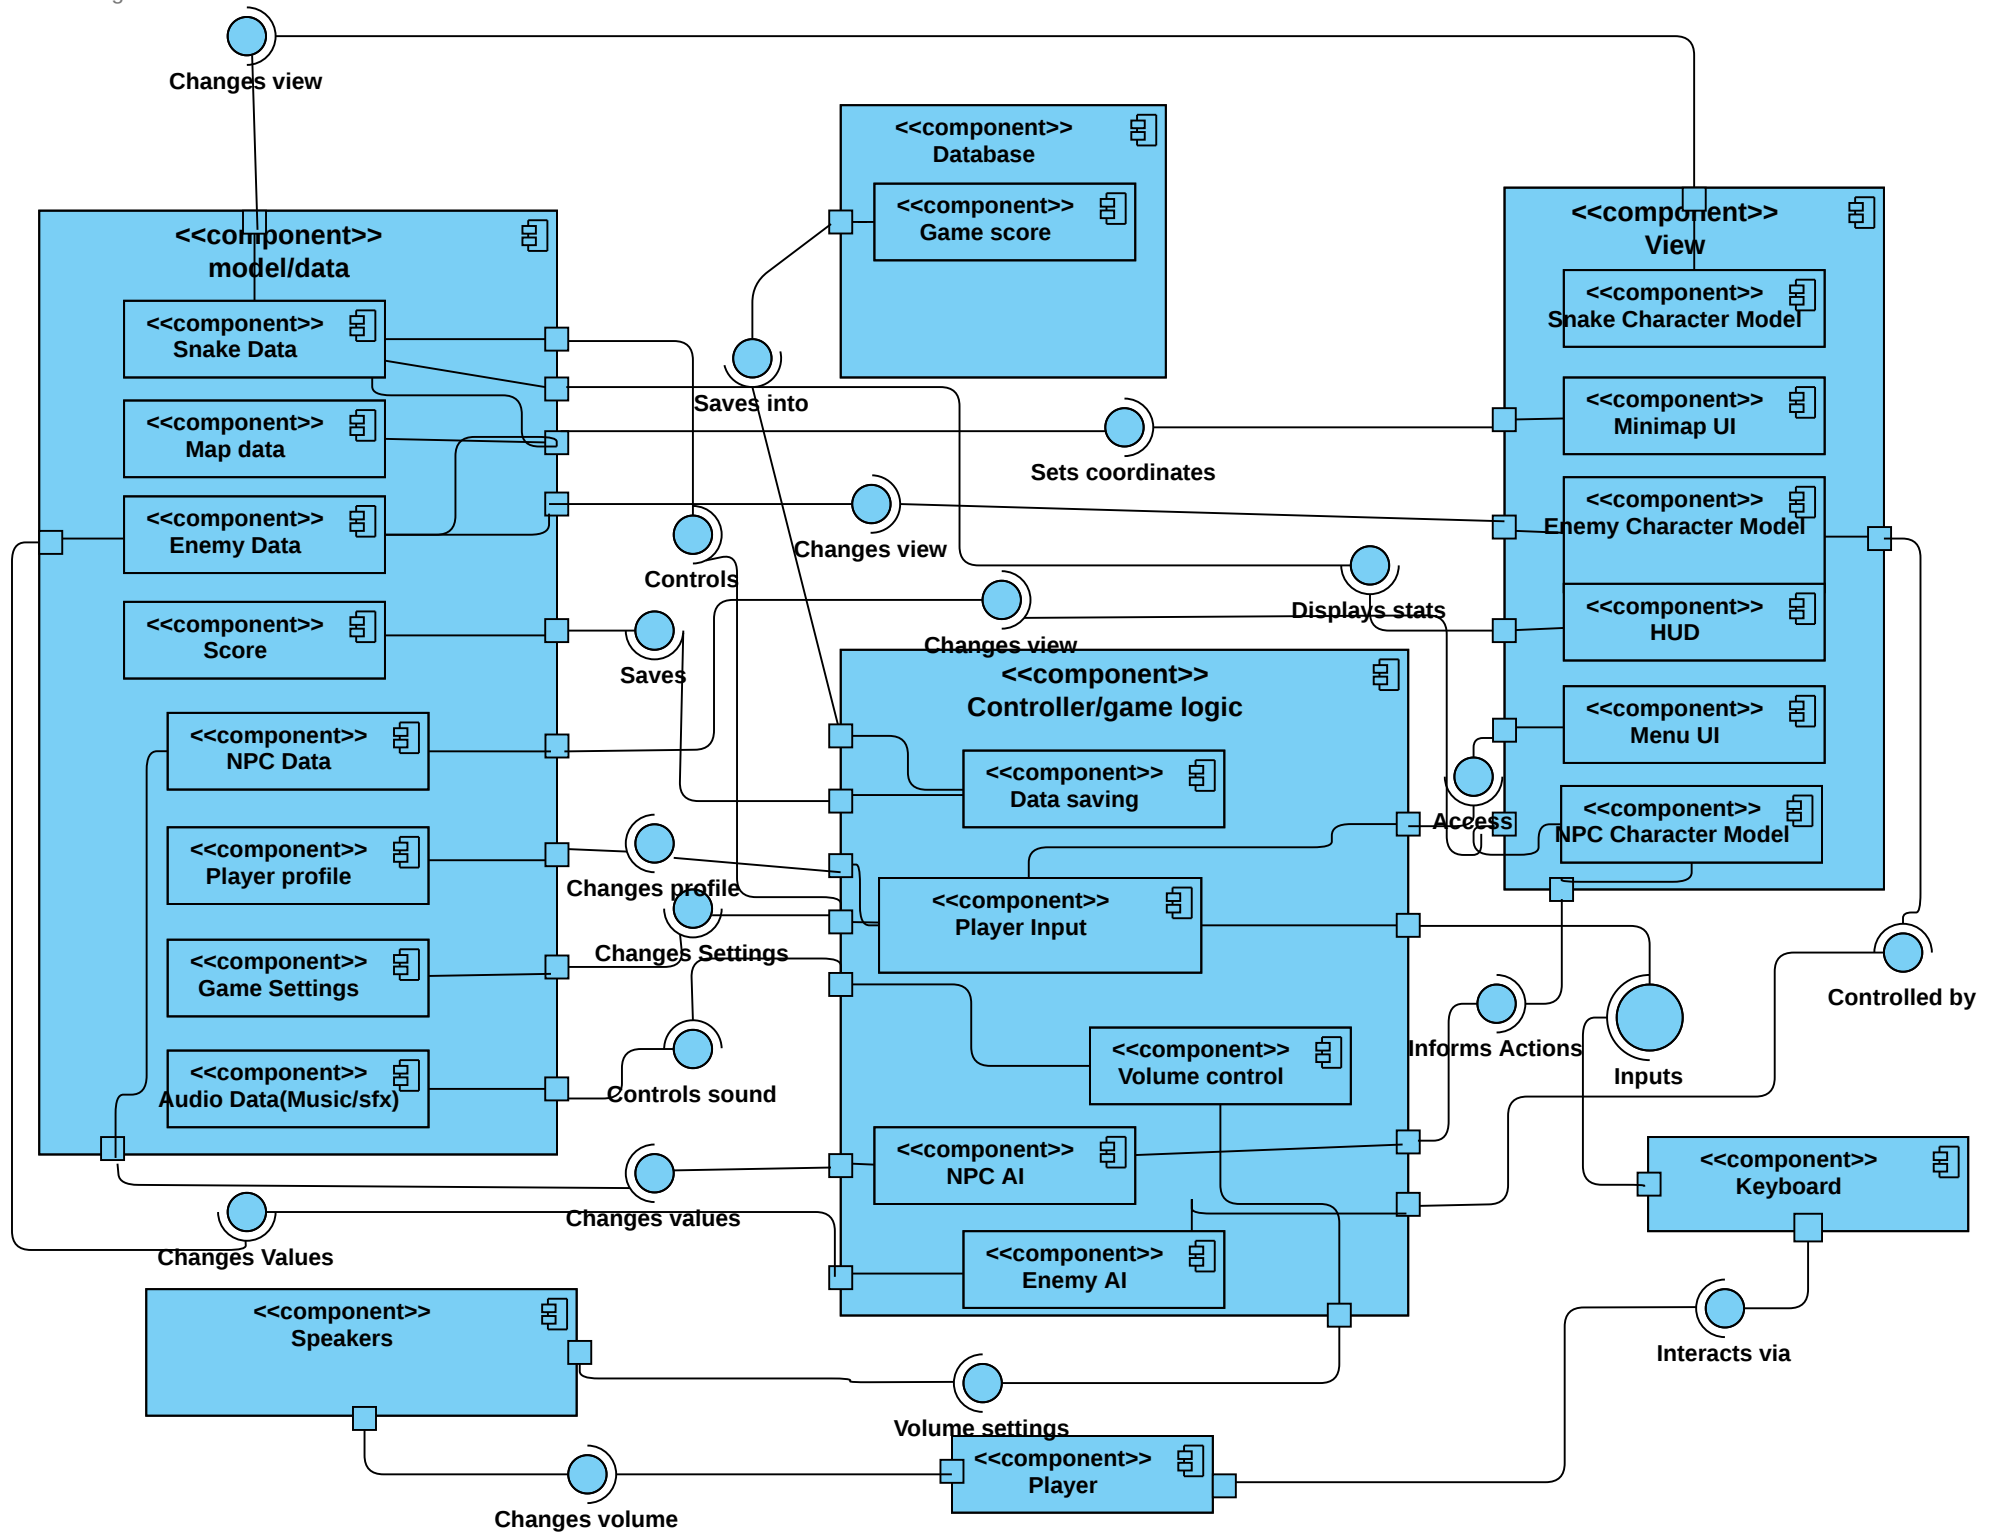 Changes view
<<component>>
Database
<<component>>
Game score
<<component>>
model/data
<<component>>
Snake Data
<<component>>
Map data
<<component>>
Enemy Data
<<component>>
Score
<<component>>
NPC Data
<<component>>
Player profile
<<component>>
Game Settings
<<component>>
Audio Data(Music/sfx)
<<component>>
View
<<component>>
Snake Character Model
<<component>>
Minimap UI
<<component>>
Enemy Character Model
<<component>>
HUD
<<component>>
Menu UI
<<component>>
NPC Character Model
Saves into
Sets coordinates
Changes view
Controls
Displays stats
Changes view
Saves
<<component>>
Controller/game logic
<<component>>
Data saving
<<component>>
Player Input
<<component>>
Volume control
<<component>>
NPC AI
<<component>>
Enemy AI
Access
Changes profile
Changes Settings
Controls sound
Controlled by
Informs Actions
Inputs
Changes values
Changes Values
<<component>>
Keyboard
<<component>>
Speakers
Interacts via
Volume settings
<<component>>
Player
Changes volume